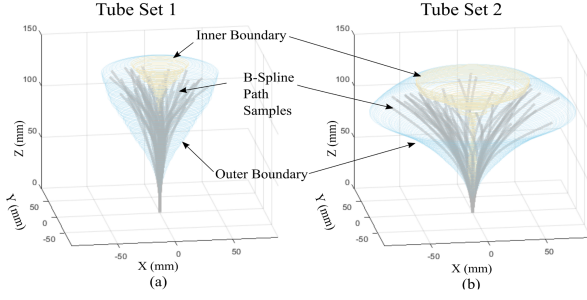 Tube Set 1
Tube Set 2
Inner Boundary
B-Spline
Path
Samples
Outer Boundary
150
100
50
0
Z (mm)
50
0
-50
Y (mm)
-50
0
50
X (mm)
(a)
150
100
50
0
Z (mm)
50
0
-50
Y (mm)
-50
0
50
X (mm)
(b)